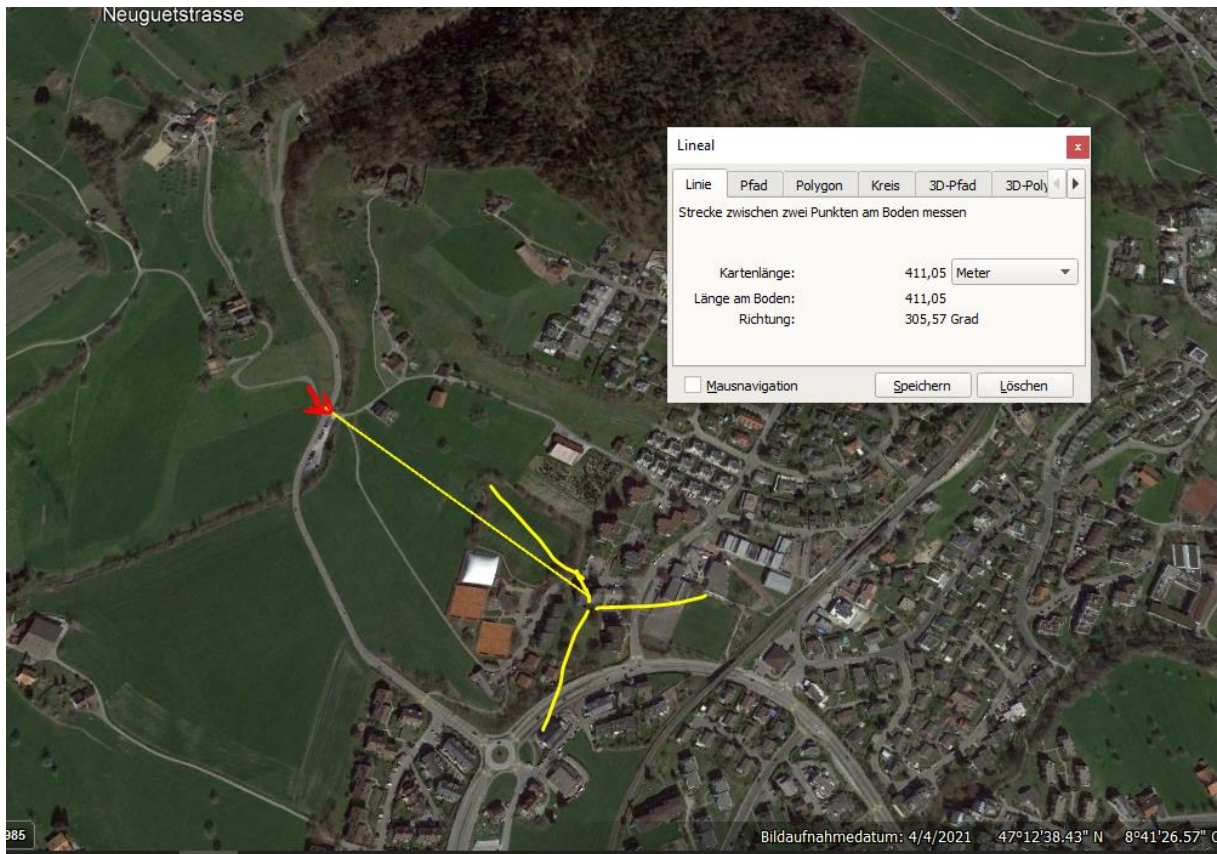 Neuguetstrasse
Lineal
x
Linie Pfad Polygon Kreis 3D-Pfad 3D-Poly
Strecke zwischen zwei Punkten am Boden messen
Kartenlänge: 411,05 Meter
Länge am Boden: 411,05
Richtung: 305,57 Grad
Mausnavigation Speichern Löschen
985 Bildaufnahmedatum: 4/4/2021 47°12'38.43" N 8°41'26.57" O